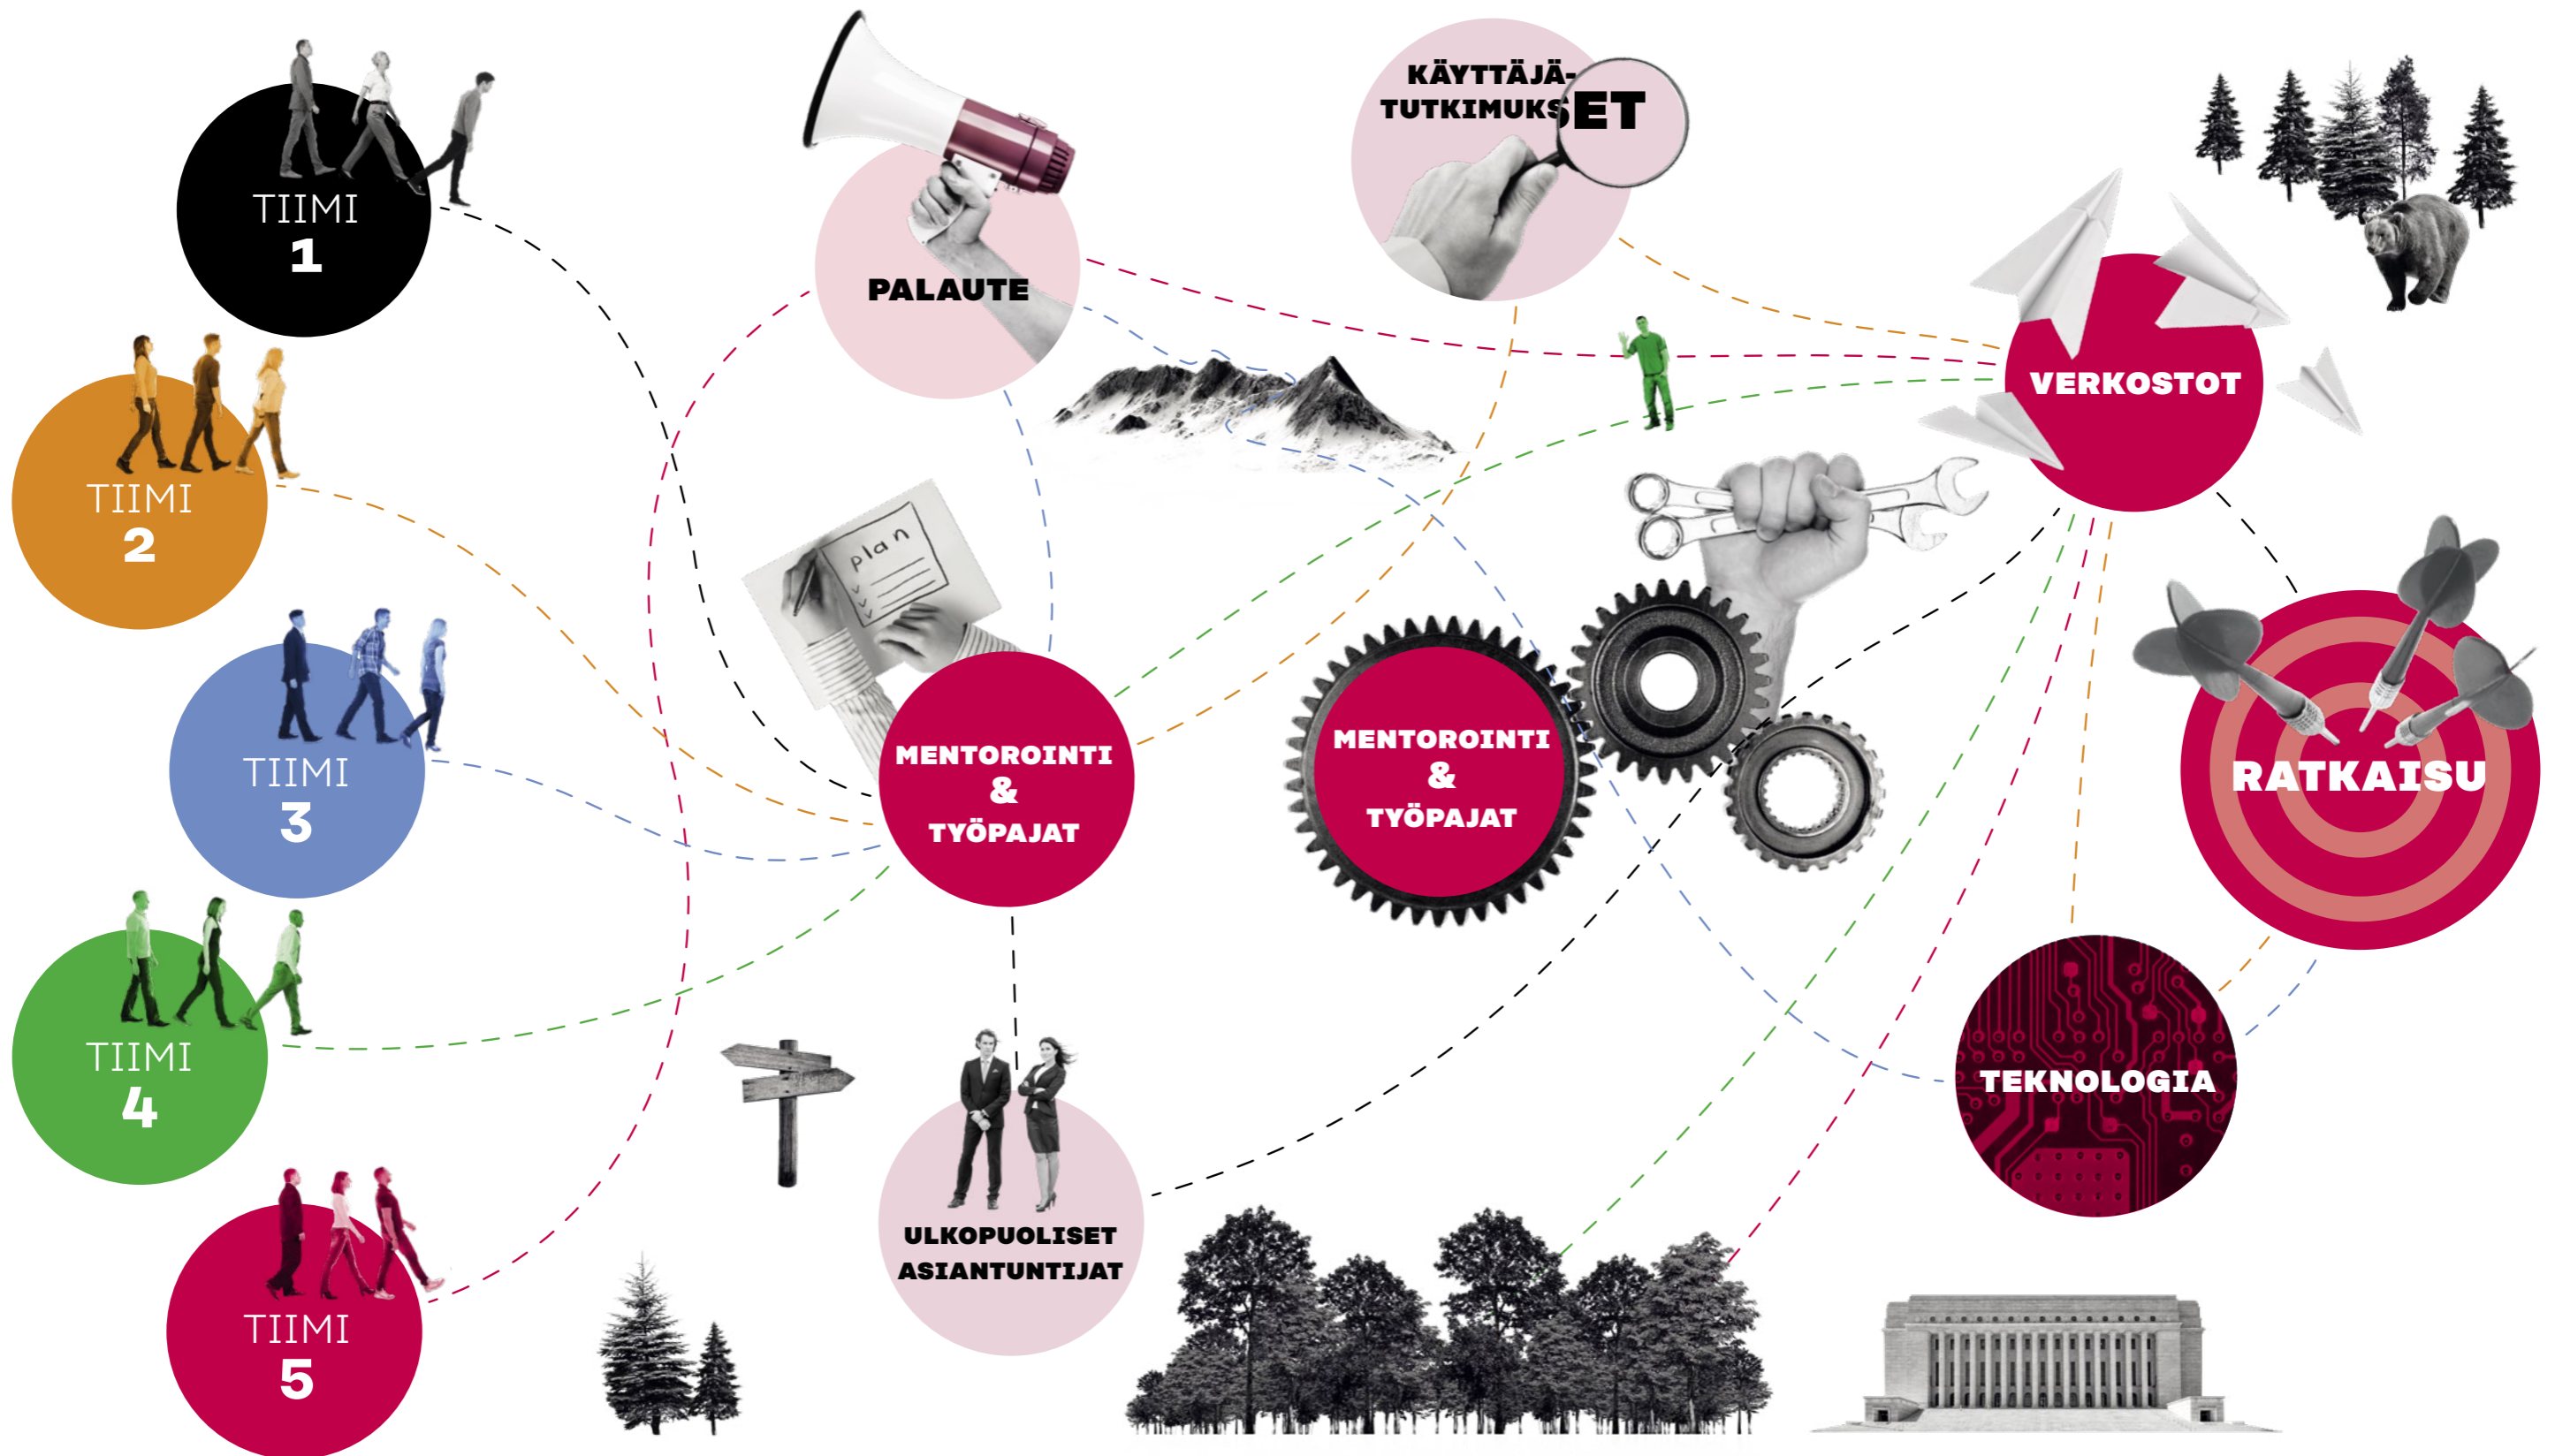 TIIMI
1
TIIMI
2
TIIMI
3
TIIMI
4
TIIMI
5
PALAUTE
KÄYTTÄJÄ-
TUTKIMUKSET
VERKOSTOT
plan
MENTOROINTI
&
TYÖPAJAT
MENTOROINTI
&
TYÖPAJAT
RATKAISU
TEKNOLOGIA
ULKOPUOLISET
ASIANTUNTIJAT